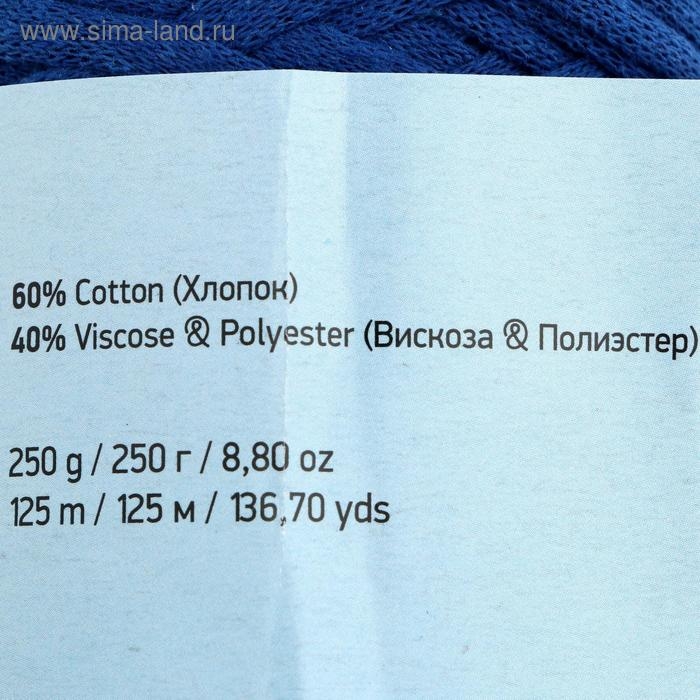 www.sima-land.ru
60% Cotton (Хлопок)
40% Viscose & Polyester (Вискоза & Полиэстер)
250 g / 250 г / 8,80 oz
125 m / 125 м / 136,70 yds